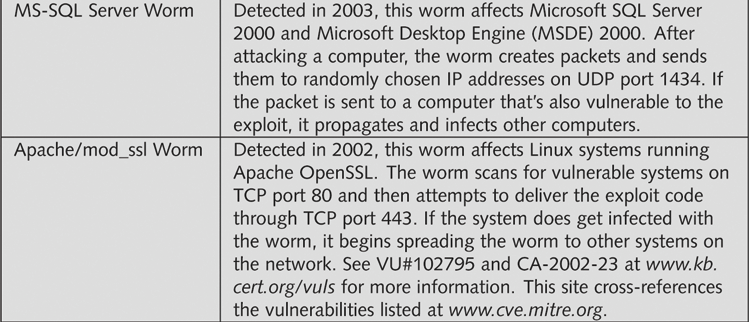 MS-SQL Server Worm
Detected in 2003, this worm affects Microsoft SQL Server
2000 and Microsoft Desktop Engine (MSDE) 2000. After
attacking a computer, the worm creates packets and sends
them to randomly chosen IP addresses on UDP port 1434. If
the packet is sent to a computer that's also vulnerable to the
exploit, it propagates and infects other computers.
Apache/mod_ssl Worm
Detected in 2002, this worm affects Linux systems running
Apache OpenSSL. The worm scans for vulnerable systems on
TCP port 80 and then attempts to deliver the exploit code
through TCP port 443. If the system does get infected with
the worm, it begins spreading the worm to other systems on
the network. See VU#102795 and CA-2002-23 at www.kb.
cert.org/vuls for more information. This site cross-references
the vulnerabilities listed at www.cve.mitre.org.